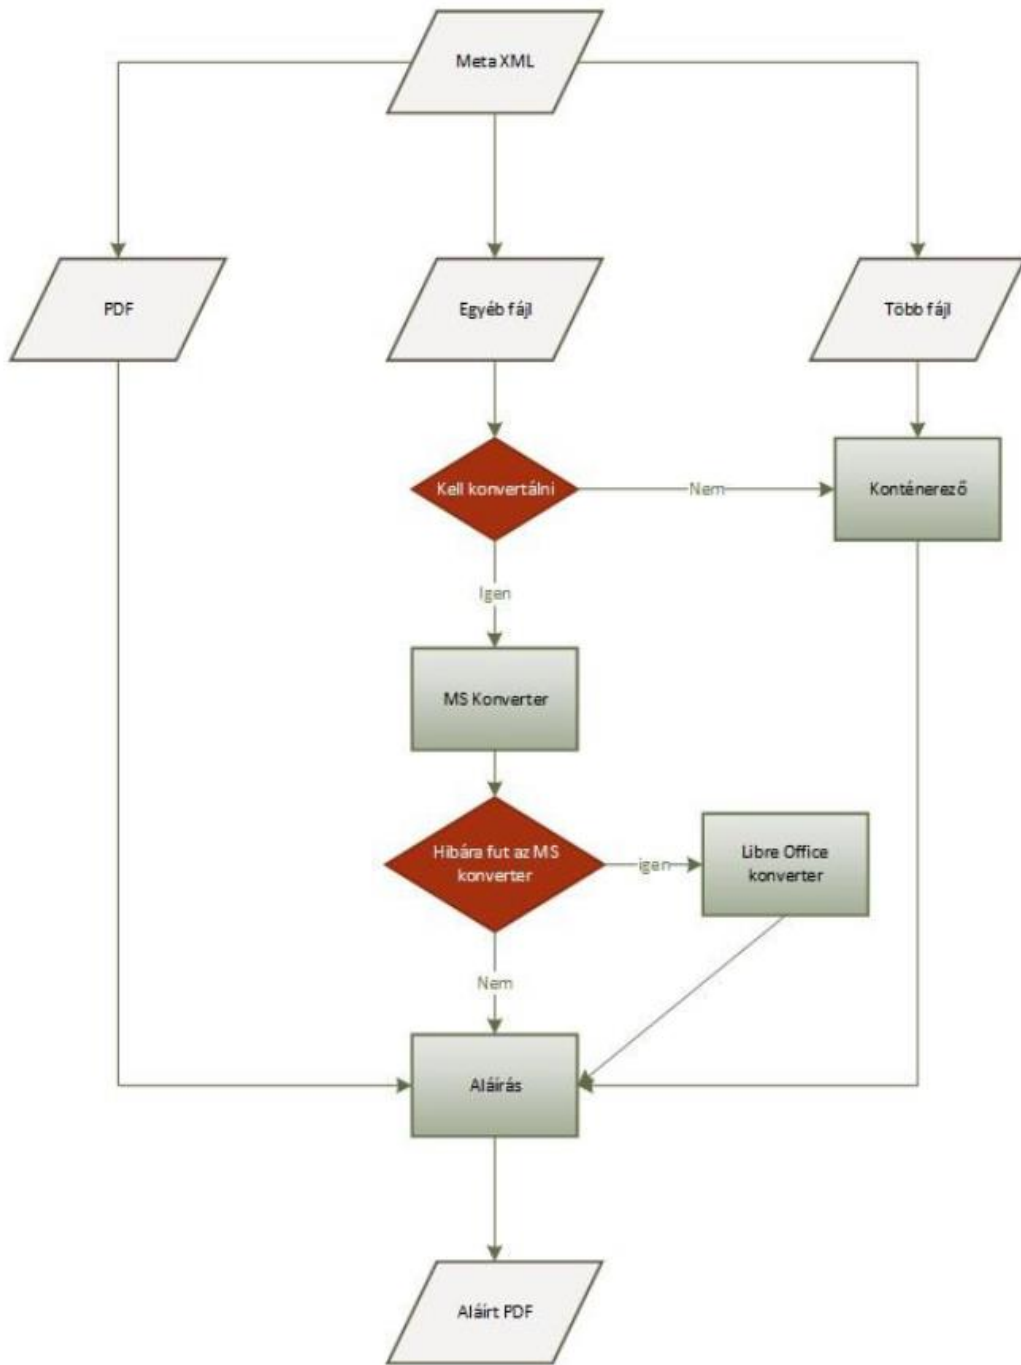 Meta XML
PDF
Egyéb fájl
Több fájl
Kell konvertálni
Nem
Konténerező
Igen
MS Konverter
Hibára fut az MS
konverter
igen
Libre Office
konverter
Nem
Aláírás
Aláírt PDF